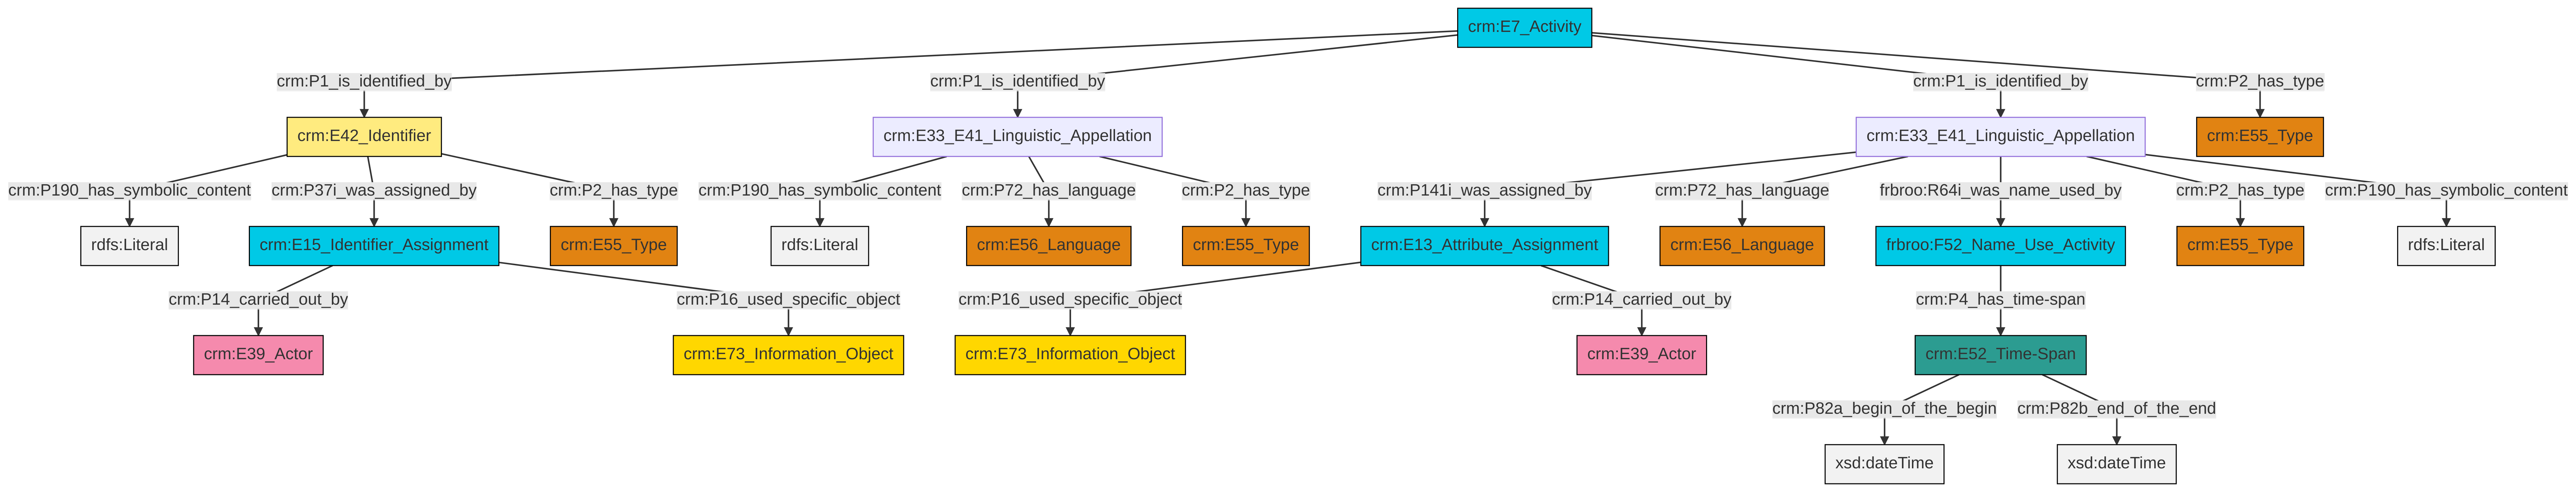 crm:E7_Activity
crm:P1_is_identified_by
crm:P1_is_identified_by
crm:P1_is_identified_by
crm:P2_has_type
crm:E42_Identifier
crm:E33_E41_Linguistic_Appellation
crm:E33_E41_Linguistic_Appellation
crm:E55_Type
crm:P190_has_symbolic_content
crm:P37i_was_assigned_by
crm:P2_has_type
crm:P190_has_symbolic_content
crm:P72_has_language
crm:P2_has_type
crm:P141i_was_assigned_by
crm:P72_has_language
frbroo:R64i_was_name_used_by
crm:P2_has_type
crm:P190_has_symbolic_content
rdfs:Literal
crm:E15_Identifier_Assignment
crm:E55_Type
rdfs:Literal
crm:E56_Language
crm:E55_Type
crm:E13_Attribute_Assignment
crm:E56_Language
frbroo:F52_Name_Use_Activity
crm:E55_Type
rdfs:Literal
crm:P14_carried_out_by
crm:P16_used_specific_object
crm:P16_used_specific_object
crm:P14_carried_out_by
crm:P4_has_time-span
crm:E39_Actor
crm:E73_Information_Object
crm:E73_Information_Object
crm:E39_Actor
crm:E52_Time-Span
crm:P82a_begin_of_the_begin
crm:P82b_end_of_the_end
xsd:dateTime
xsd:dateTime